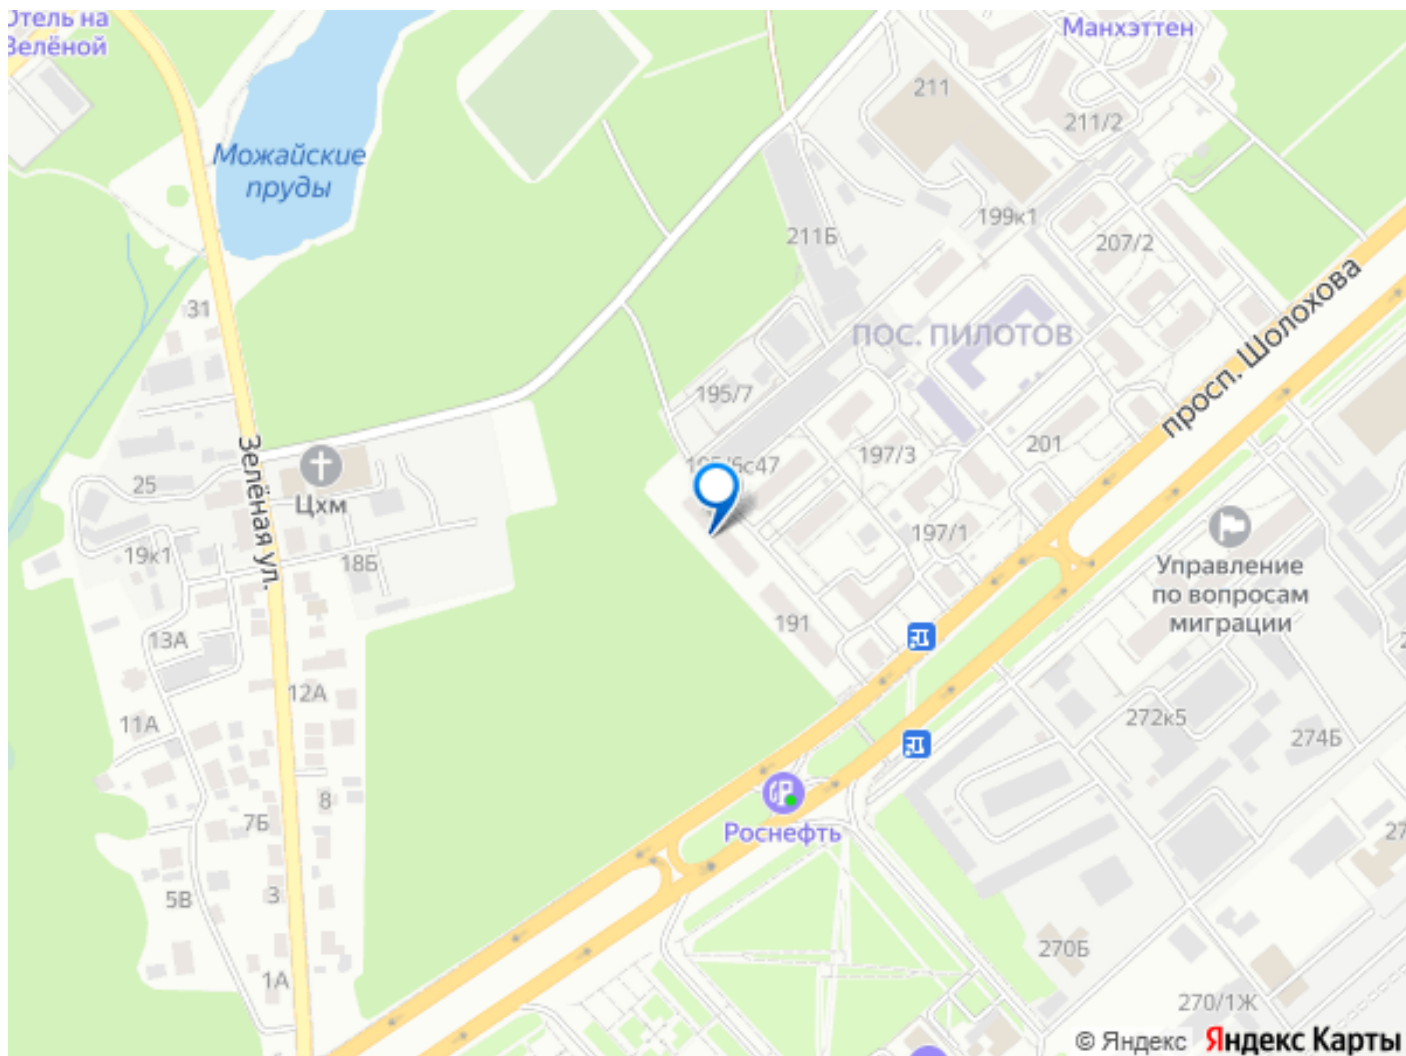 Отель на
Зелёной
Манхэттен
211
211/2
Можайские
пруды
199к1
211Б
207/2
31
ПОС. ПИЛОТОВ
просп. Шолохова
195/7
201
Зелёная ул.
197/3
25
Цхм
197/1
19к1
18Б
Управление
по вопросам
миграции
191
13А
12А
11А
272к5
274Б
8
7Б
Роснефть
3
5В
270Б
1А
270/1Ж
© Яндекс Яндекс Карты